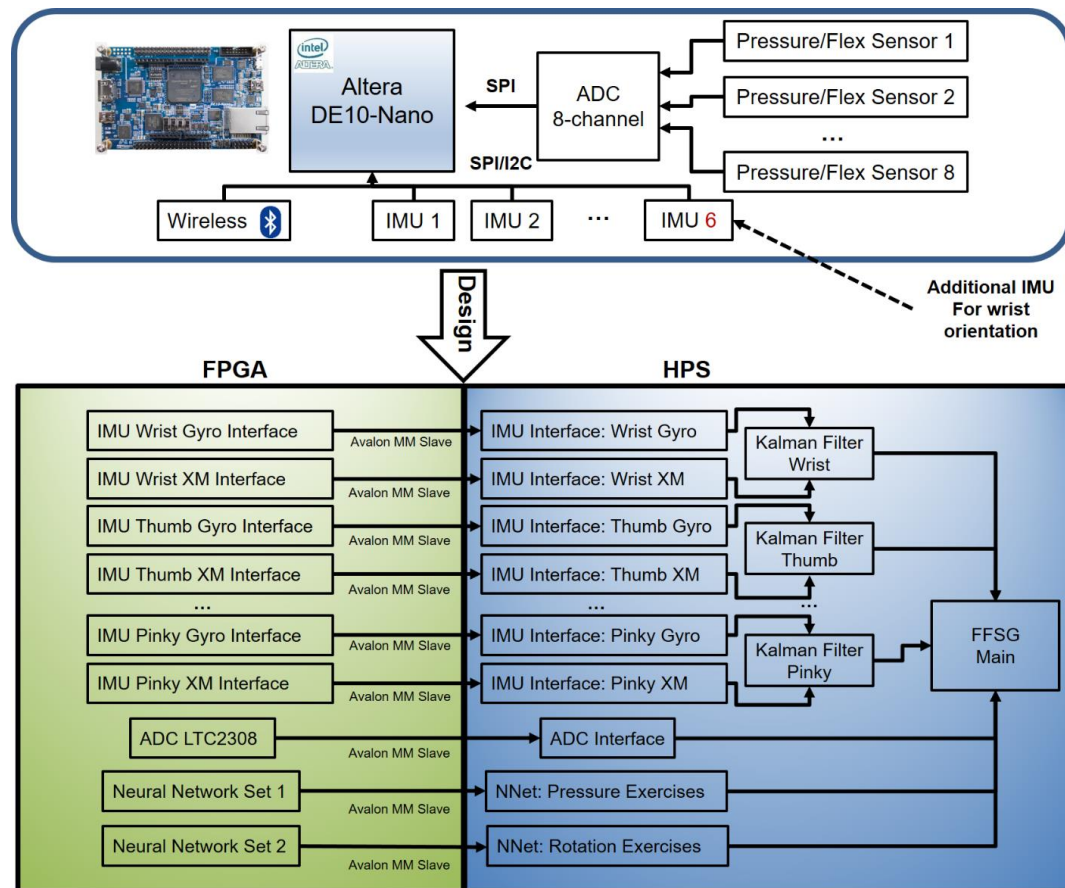 intel
ALTERA
Altera
DE10-Nano
SPI
ADC
8-channel
Pressure/Flex Sensor 1
Pressure/Flex Sensor 2
...
Pressure/Flex Sensor 8
SPI/I2C
Wireless
IMU 1
IMU 2
...
IMU 6
Additional IMU
For wrist
orientation
Design
FPGA
HPS
IMU Wrist Gyro Interface
Avalon MM Slave
IMU Interface: Wrist Gyro
Kalman Filter
Wrist
IMU Wrist XM Interface
Avalon MM Slave
IMU Interface: Wrist XM
IMU Thumb Gyro Interface
Avalon MM Slave
IMU Interface: Thumb Gyro
Kalman Filter
Thumb
IMU Thumb XM Interface
Avalon MM Slave
IMU Interface: Thumb XM
...
...
...
IMU Pinky Gyro Interface
Avalon MM Slave
IMU Interface: Pinky Gyro
Kalman Filter
Pinky
FFSG
Main
IMU Pinky XM Interface
Avalon MM Slave
IMU Interface: Pinky XM
ADC LTC2308
Avalon MM Slave
ADC Interface
Neural Network Set 1
Avalon MM Slave
NNet: Pressure Exercises
Neural Network Set 2
Avalon MM Slave
NNet: Rotation Exercises